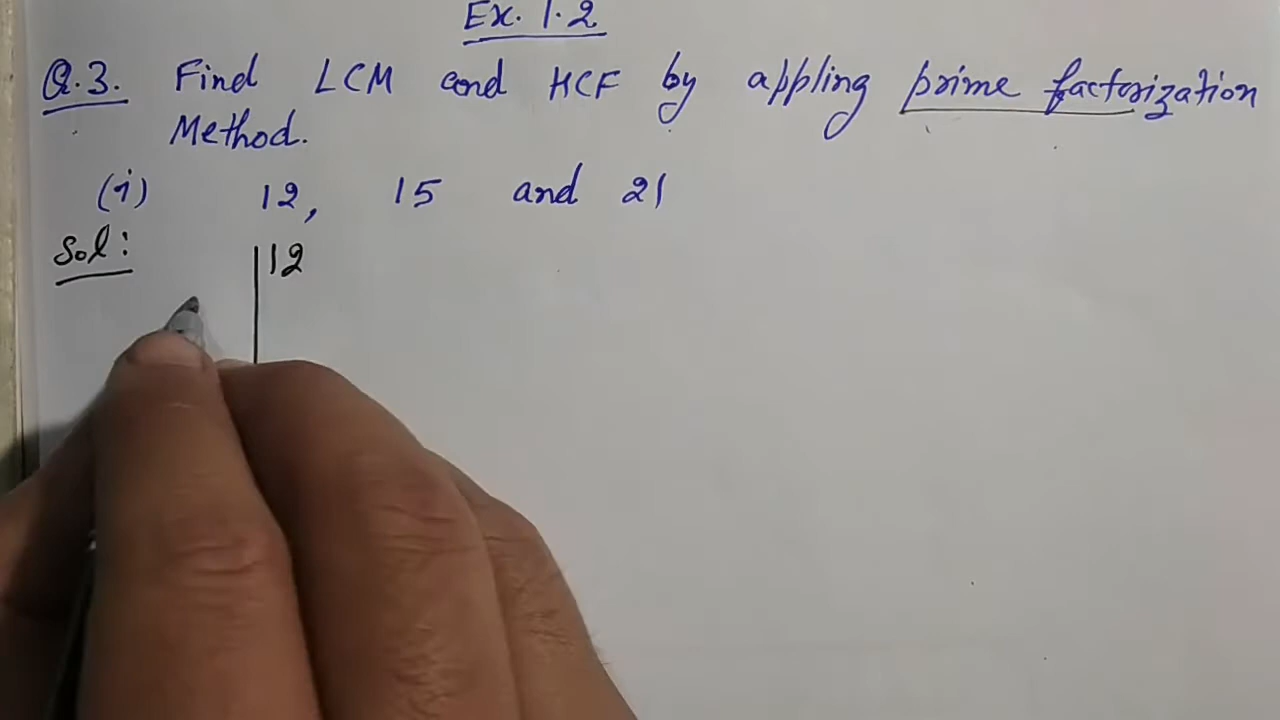 Ex. 1.2
Q.3. Find LCM and HCF by appling prime factorization
Method.
(i) 12, 15 and 21
Sol:
12